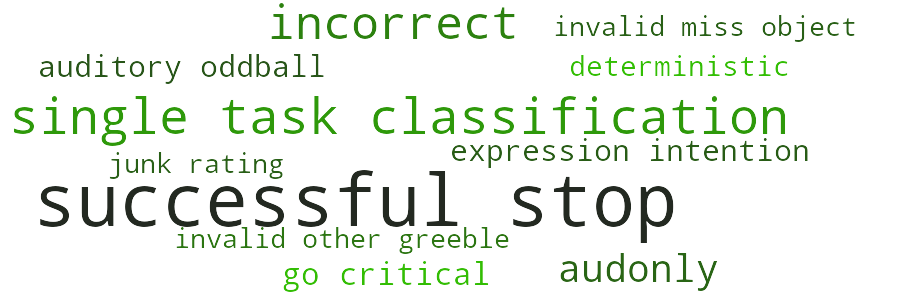 incorrect
invalid miss object
auditory oddball
deterministic
single task classification
expression intention
junk rating
successful stop
invalid other greeble
go critical
audonly